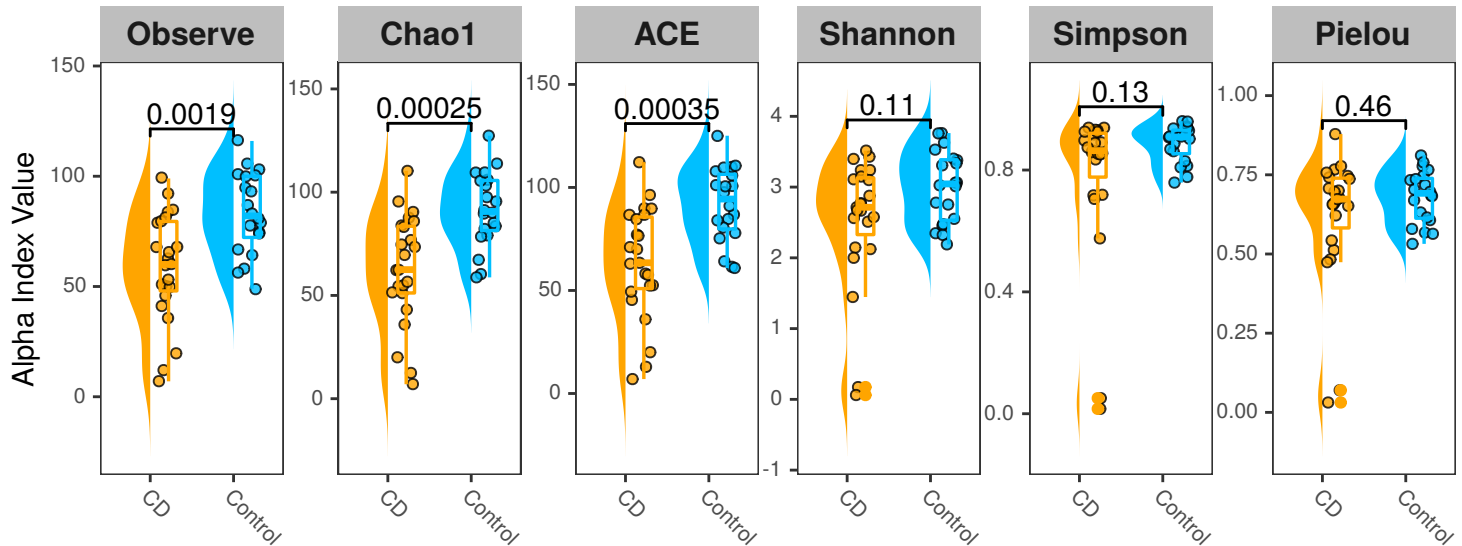 Observe
Chao1
ACE
Shannon
Simpson
Pielou
Alpha Index Value
150
100
50
0
0.0019
CD
Control
150
100
50
0
0.00025
CD
Control
150
100
50
0
0.00035
CD
Control
4
3
2
1
0
-1
0.11
CD
Control
0.8
0.4
0.0
0.13
CD
Control
1.00
0.75
0.50
0.25
0.00
0.46
CD
Control